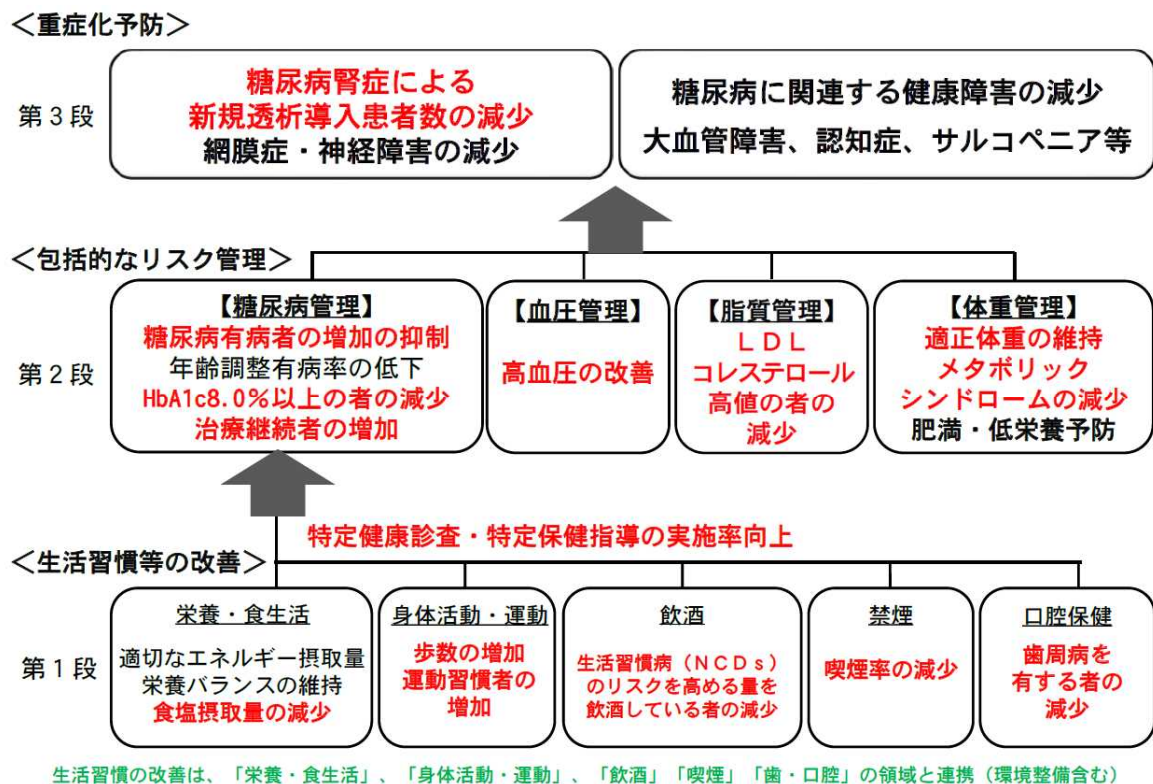 ＜重症化予防＞
第３段
糖尿病腎症による
新規透析導入患者数の減少
網膜症・神経障害の減少
糖尿病に関連する健康障害の減少
大血管障害、認知症、サルコペニア等
＜包括的なリスク管理＞
第２段
【糖尿病管理】
糖尿病有病者の増加の抑制
年齢調整有病率の低下
HbA1c8.0％以上の者の減少
治療継続者の増加
【血圧管理】
高血圧の改善
【脂質管理】
ＬＤＬ
コレステロール
高値の者の
減少
【体重管理】
適正体重の維持
メタボリック
シンドロームの減少
肥満・低栄養予防
特定健康診査・特定保健指導の実施率向上
＜生活習慣等の改善＞
第１段
栄養・食生活
適切なエネルギー摂取量
栄養バランスの維持
食塩摂取量の減少
身体活動・運動
歩数の増加
運動習慣者の
増加
飲酒
生活習慣病（ＮＣＤｓ）
のリスクを高める量を
飲酒している者の減少
禁煙
喫煙率の減少
口腔保健
歯周病を
有する者の
減少
生活習慣の改善は、「栄養・食生活」、「身体活動・運動」、「飲酒」「喫煙」「歯・口腔」の領域と連携（環境整備含む）